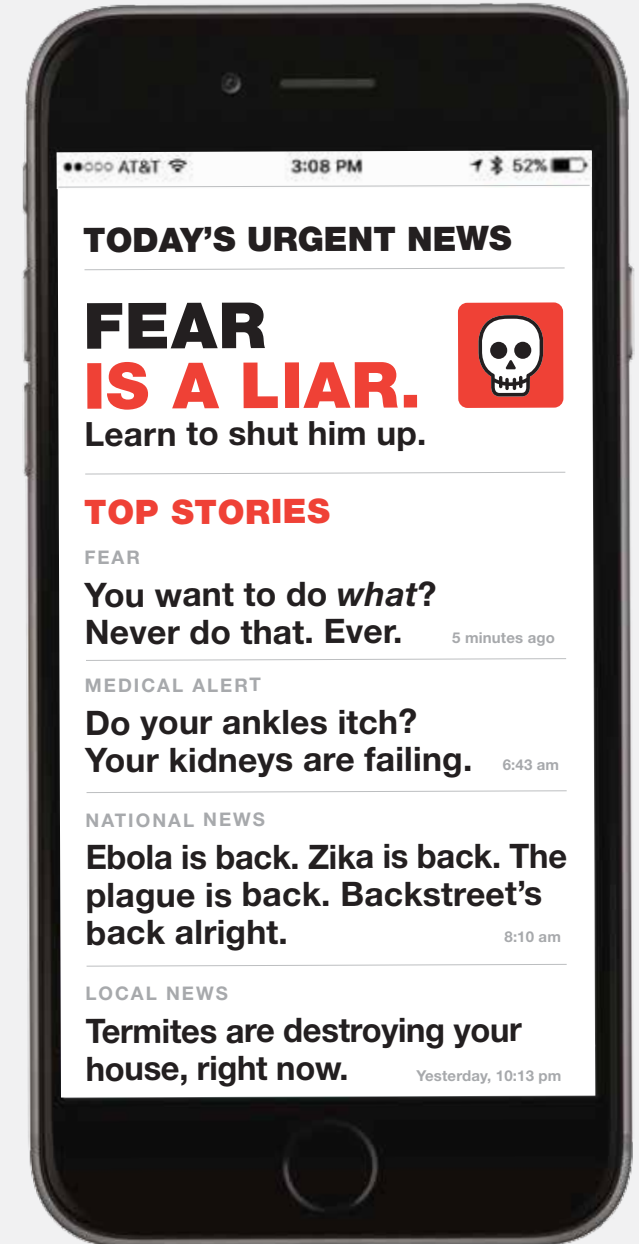 AT&T 3:08 PM 52%
TODAY'S URGENT NEWS
FEAR
IS A LIAR.
Learn to shut him up.
TOP STORIES
FEAR
You want to do what?
Never do that. Ever. 5 minutes ago
MEDICAL ALERT
Do your ankles itch?
Your kidneys are failing. 6:43 am
NATIONAL NEWS
Ebola is back. Zika is back. The
plague is back. Backstreet's
back alright. 8:10 am
LOCAL NEWS
Termites are destroying your
house, right now. Yesterday, 10:13 pm